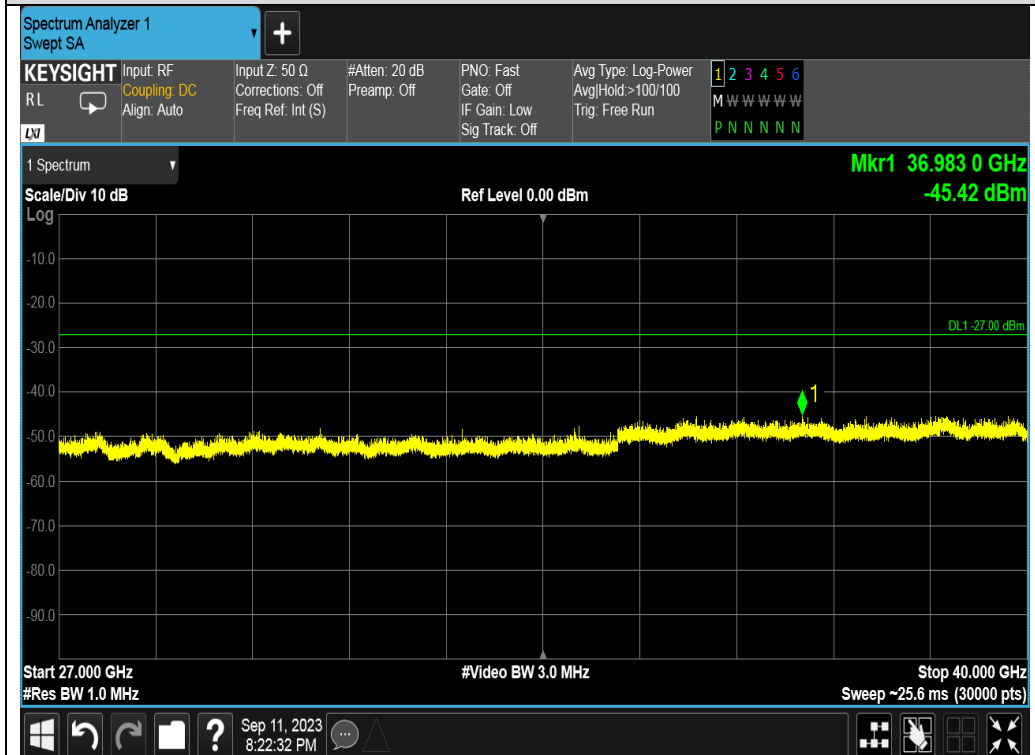 Spectrum Analyzer 1
Swept SA
+
KEYSIGHT
RL
LXI
Input: RF
Coupling: DC
Align: Auto
Input Z: 50 Ω
Corrections: Off
Freq Ref: Int (S)
#Atten: 20 dB
Preamp: Off
PNO: Fast
Gate: Off
IF Gain: Low
Sig Track: Off
Avg Type: Log-Power
Avg|Hold:>100/100
Trig: Free Run
1 2 3 4 5 6
M W W W W W
P N N N N N
1 Spectrum
Mkr1 36.983 0 GHz
-45.42 dBm
Scale/Div 10 dB
Ref Level 0.00 dBm
Log
-10.0
-20.0
DL1 -27.00 dBm
-30.0
-40.0
1
-50.0
-60.0
-70.0
-80.0
-90.0
Start 27.000 GHz
#Video BW 3.0 MHz
Stop 40.000 GHz
#Res BW 1.0 MHz
Sweep ~25.6 ms (30000 pts)
?
Sep 11, 2023
8:22:32 PM